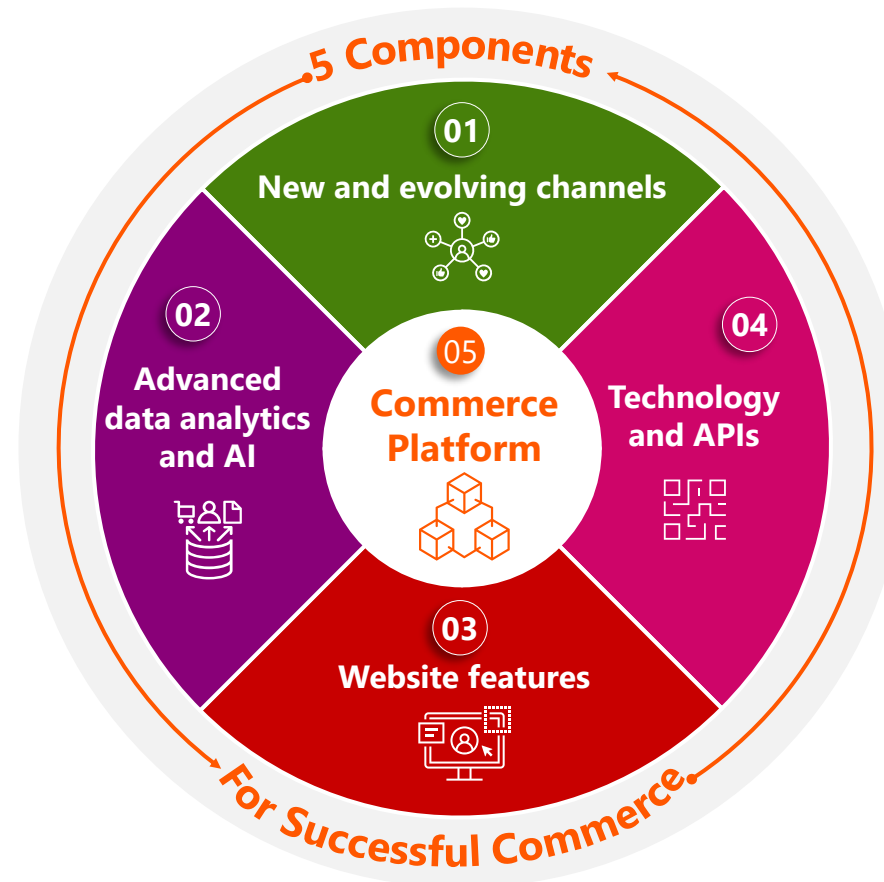 5 Components
01
New and evolving channels
02
Advanced
data analytics
and AI
05
Commerce
Platform
04
Technology
and APIs
03
Website features
For Successful Commerce